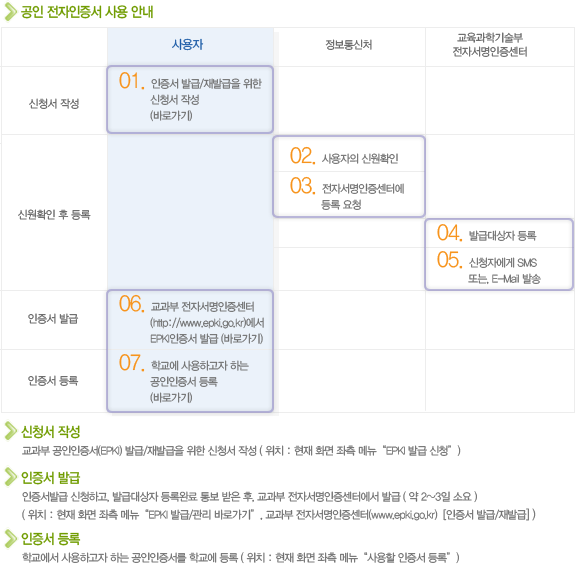 공인 전자인증서 사용 안내
사용자
정보통신처
교육과학기술부
전자서명인증센터
신청서 작성
01. 인증서 발급/재발급을 위한
신청서 작성
(바로가기)
신원확인 후 등록
02. 사용자의 신원확인
03. 전자서명인증센터에
등록 요청
04. 발급대상자 등록
05. 신청자에게 SMS
또는, E-Mail 발송
인증서 발급
06. 교과부 전자서명인증센터
(http://www.epki.go.kr)에서
EPKI인증서 발급 (바로가기)
인증서 등록
07. 학교에 사용하고자 하는
공인인증서 등록
(바로가기)
신청서 작성
교과부 공인인증서(EPKI) 발급/재발급을 위한 신청서 작성 ( 위치 : 현재 화면 좌측 메뉴 “EPKI 발급 신청” )
인증서 발급
인증서발급 신청하고, 발급대상자 등록완료 통보 받은 후, 교과부 전자서명인증센터에서 발급 ( 약 2~3일 소요 )
( 위치 : 현재 화면 좌측 메뉴 “EPKI 발급/관리 바로가기” , 교과부 전자서명인증센터(www.epki.go.kr) [인증서 발급/재발급] )
인증서 등록
학교에서 사용하고자 하는 공인인증서를 학교에 등록 ( 위치 : 현재 화면 좌측 메뉴 “사용할 인증서 등록” )